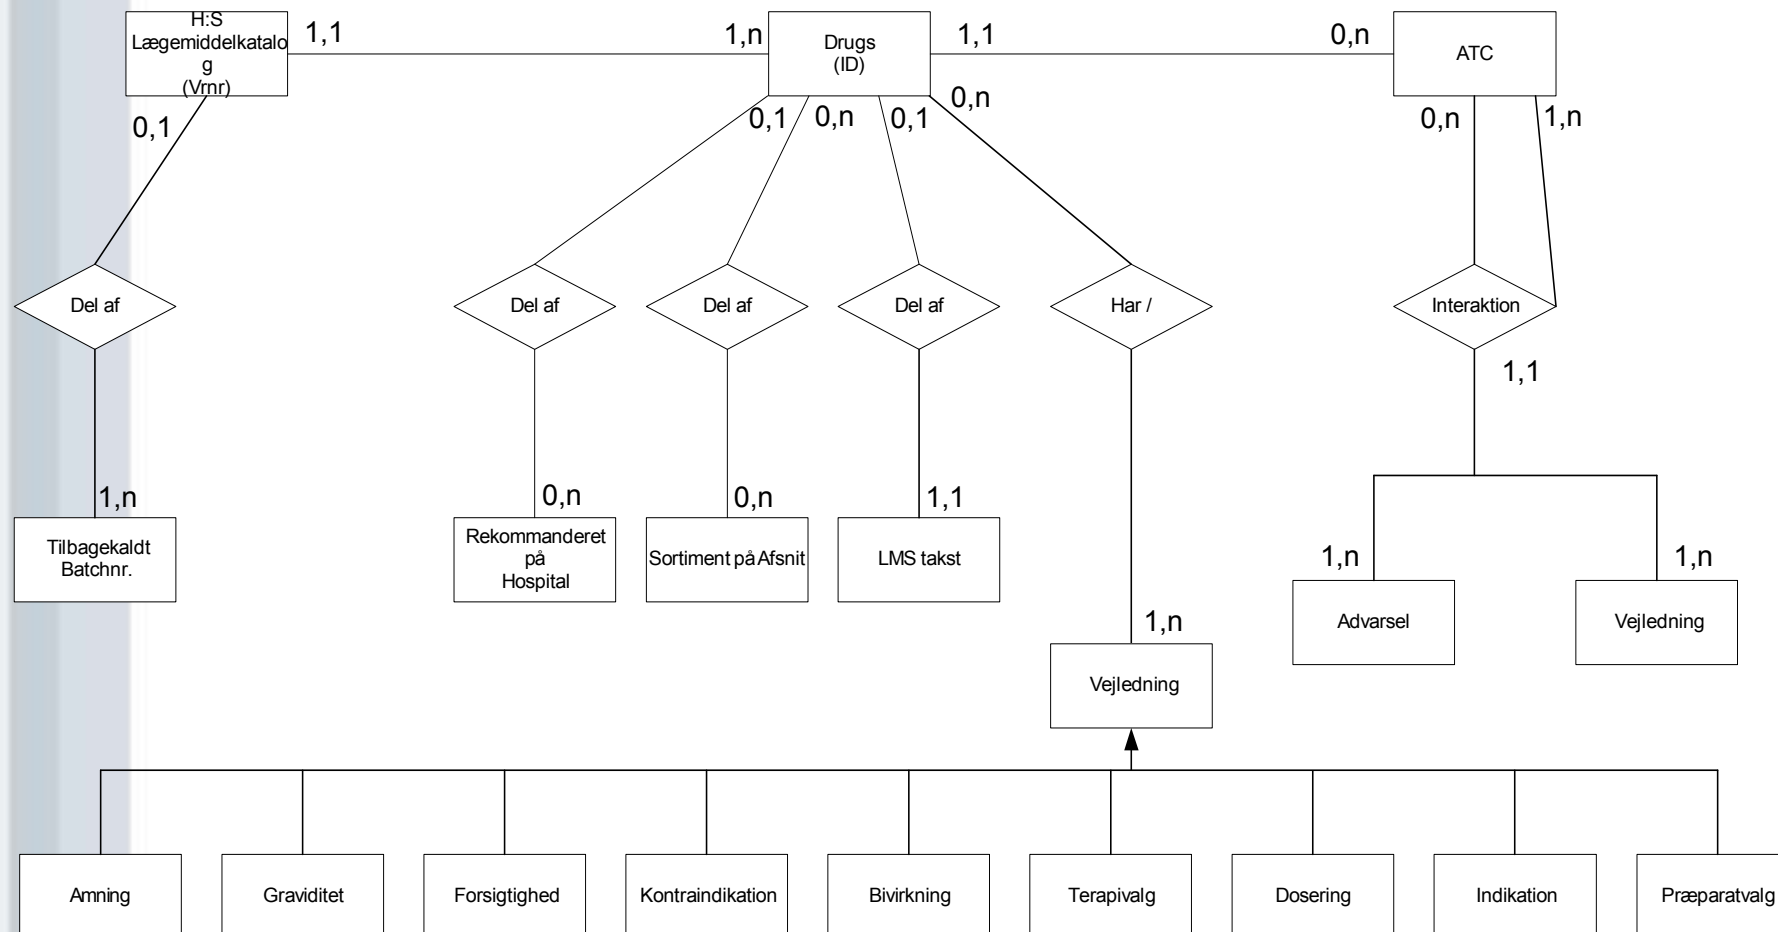 H:S
Lægemiddelkatalo
g
(Vrnr)
1,1
1,n
Drugs
(ID)
1,1
0,n
ATC
0,1
0,1
0,n
0,1
0,n
0,n
1,n
Del af
Del af
Del af
Del af
Har /
Interaktion
1,1
1,n
0,n
0,n
1,1
Tilbagekaldt
Batchnr.
Rekommanderet
på
Hospital
Sortiment på Afsnit
LMS takst
1,n
1,n
1,n
Advarsel
Vejledning
Vejledning
Amning
Graviditet
Forsigtighed
Kontraindikation
Bivirkning
Terapivalg
Dosering
Indikation
Præparatvalg